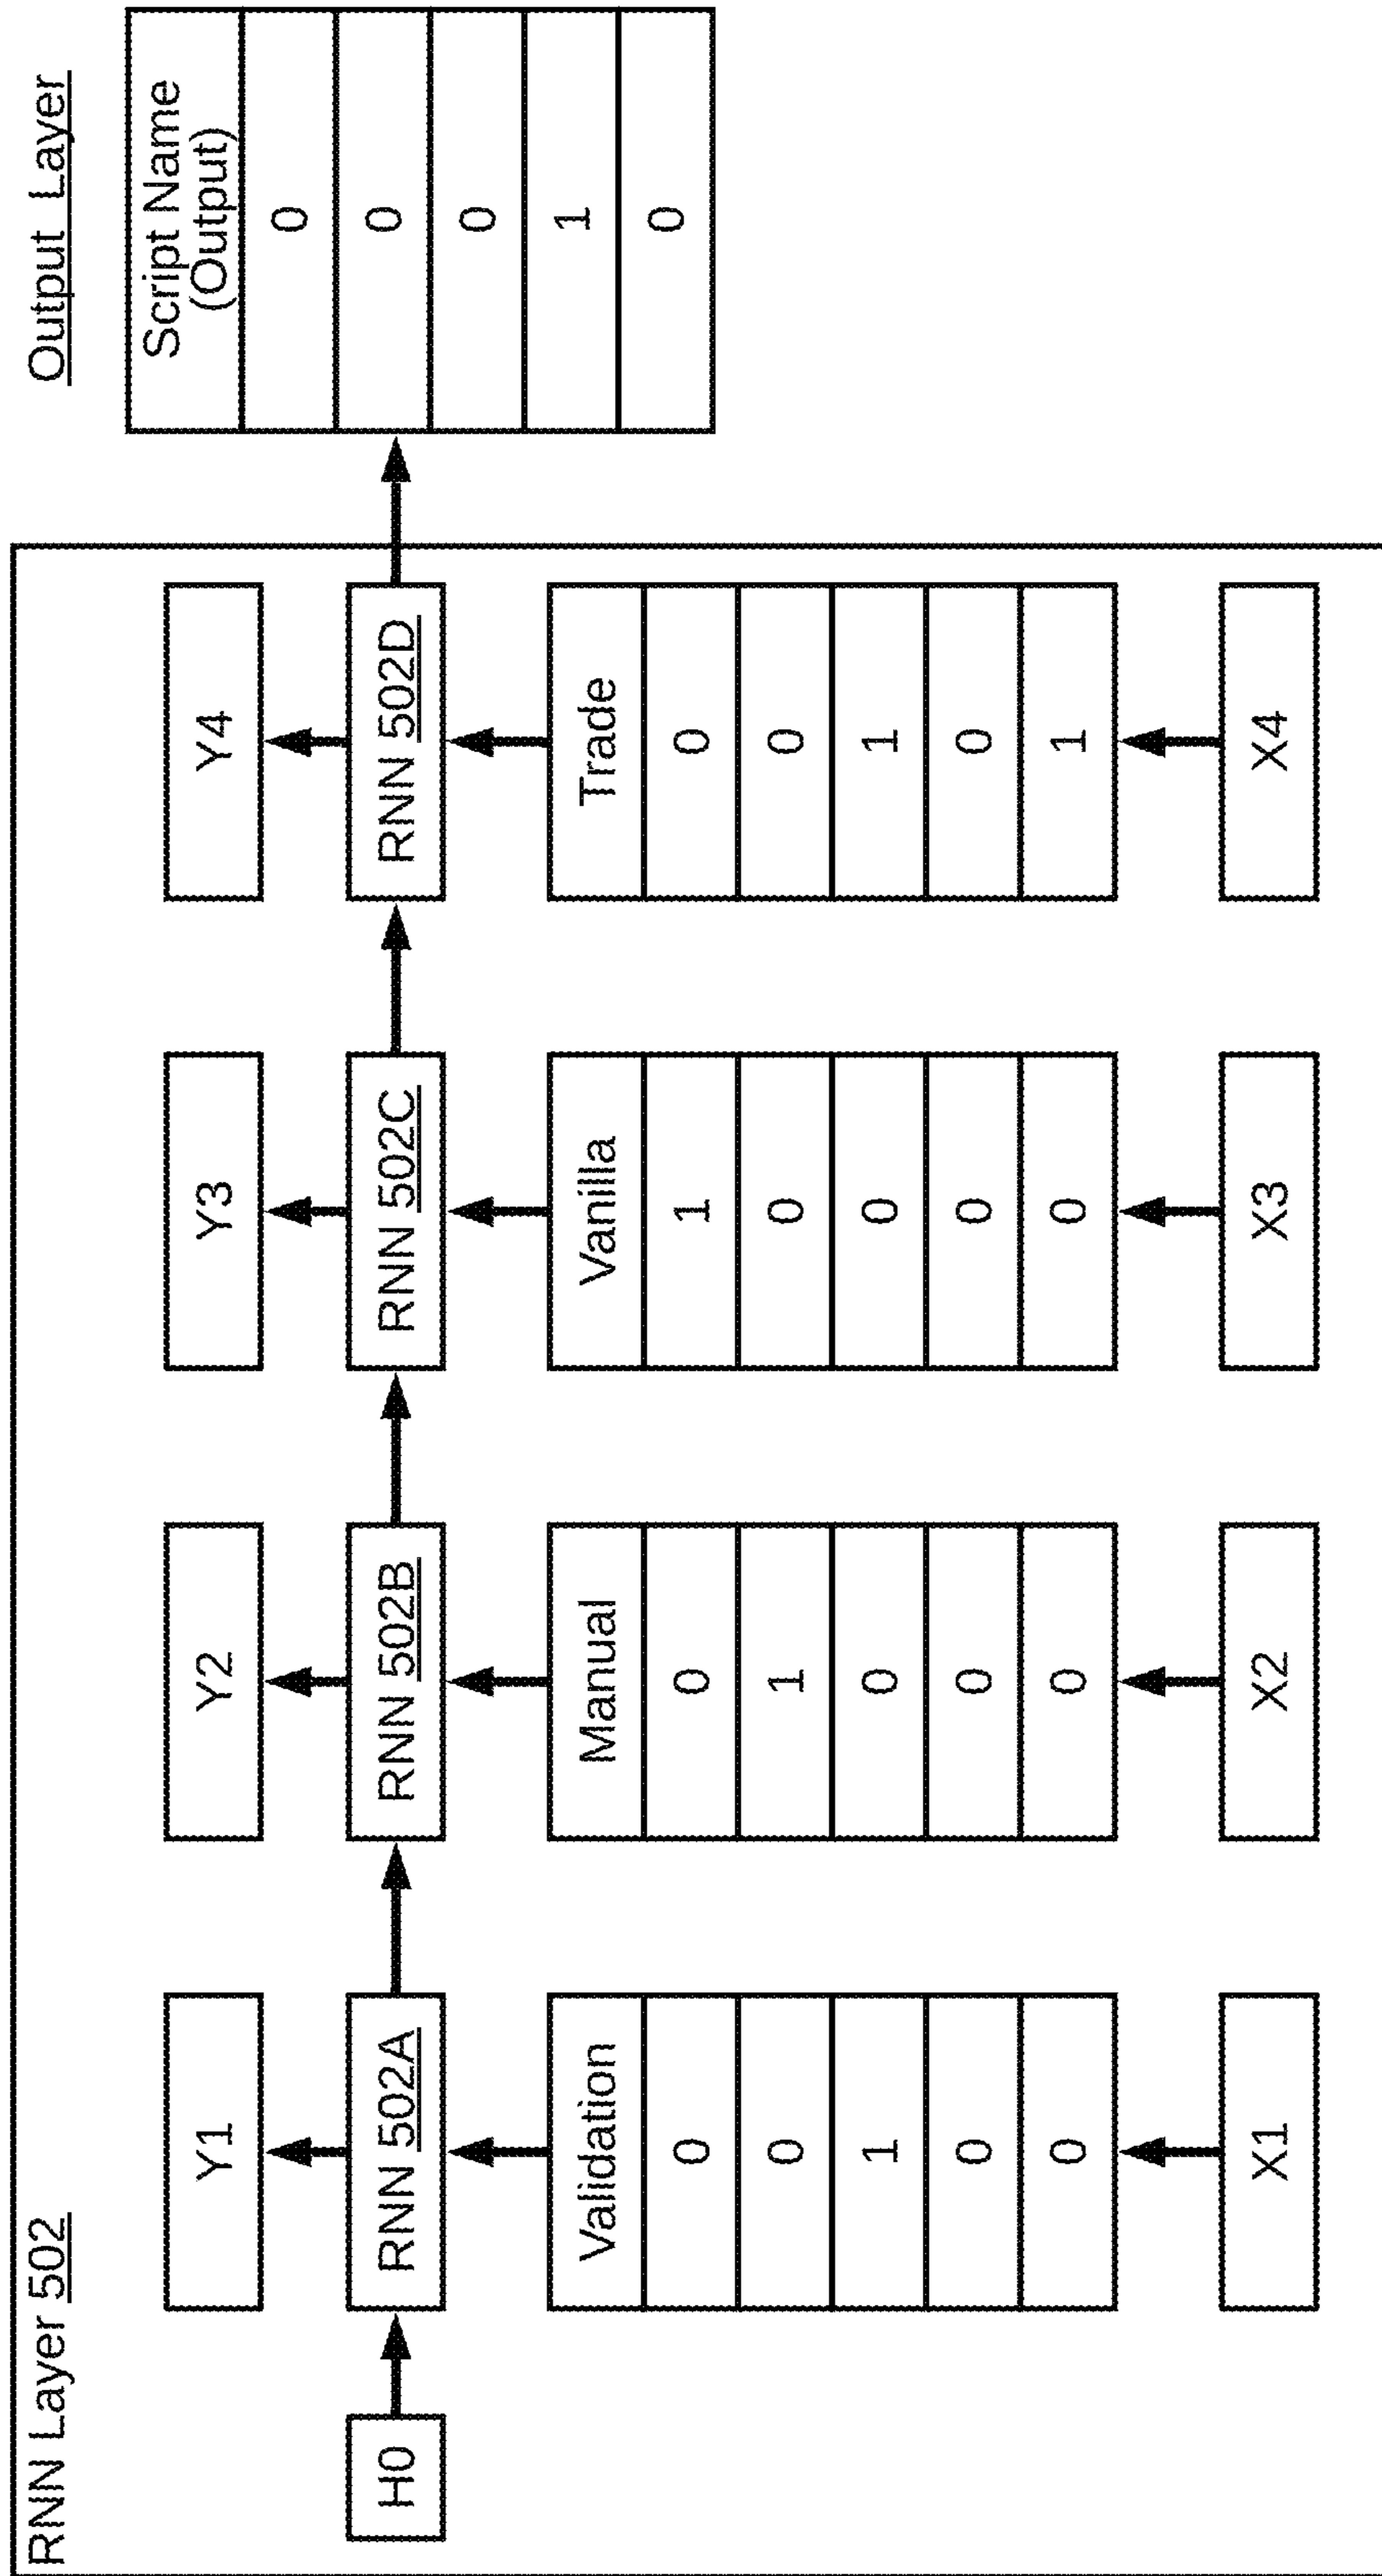 RNN Layer 502
Output Layer
Y1
Y2
Y3
Y4
H0
RNN 502A
RNN 502B
RNN 502C
RNN 502D
Validation
0
0
1
0
0
Manual
0
1
0
0
0
Vanilla
1
0
0
0
0
Trade
0
0
1
0
1
X1
X2
X3
X4
Script Name
(Output)
0
0
0
1
0